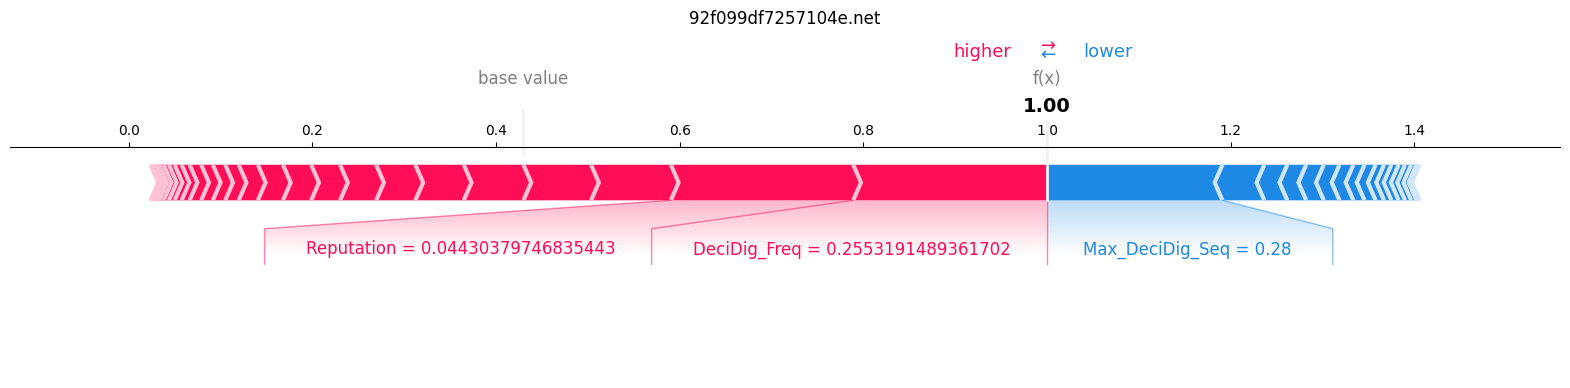 92f099df7257104e.net
higher ⇄ lower
base value f(x)
1.00
0.0 0.2 0.4 0.6 0.8 1.0 1.2 1.4
Reputation = 0.04430379746835443 DeciDig_Freq = 0.2553191489361702 Max_DeciDig_Seq = 0.28